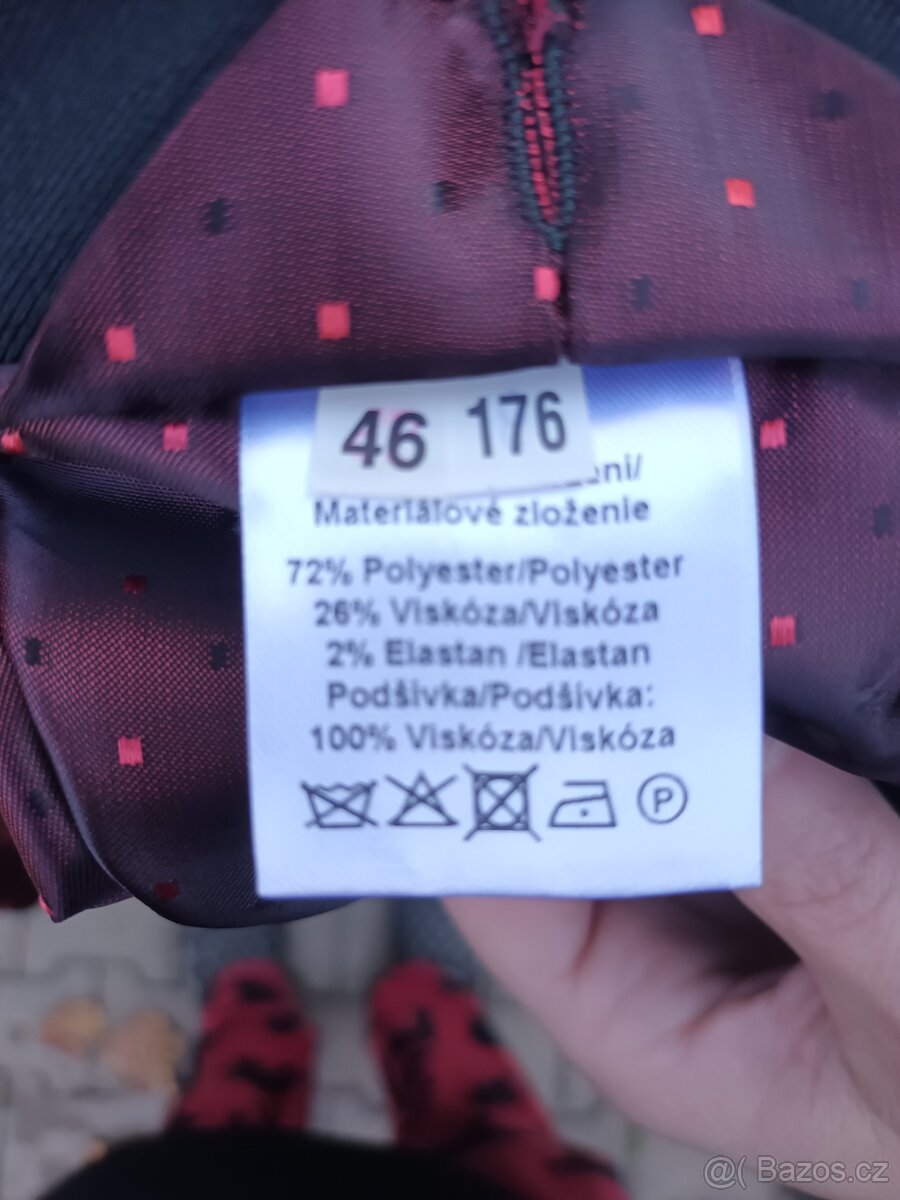 46 176
Materiálové zloženie
72% Polyester/Polyester
26% Viskóza/Viskóza
2% Elastan /Elastan
Podšívka/Podšívka:
100% Viskóza/Viskóza
P
@( Bazos.cz